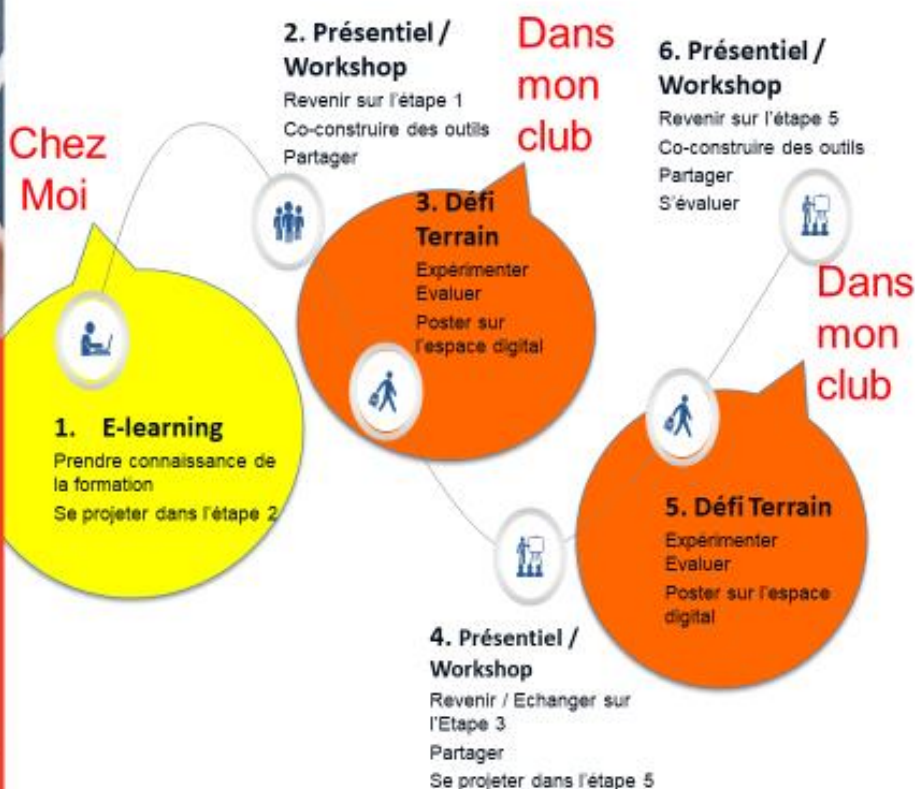 Chez
Moi
1. E-learning
Prendre connaissance de
la formation
Se projeter dans l'étape 2
2. Présentiel /
Workshop
Revenir sur l'étape 1
Co-construire des outils
Partager
Dans
mon
club
3. Défi
Terrain
Expérimenter
Evaluer
Poster sur
l'espace digital
4. Présentiel /
Workshop
Revenir / Echanger sur
l'Etape 3
Partager
Se projeter dans l'étape 5
Dans
mon
club
5. Défi Terrain
Expérimenter
Evaluer
Poster sur l'espace
digital
6. Présentiel /
Workshop
Revenir sur l'étape 5
Co-construire des outils
Partager
S'évaluer